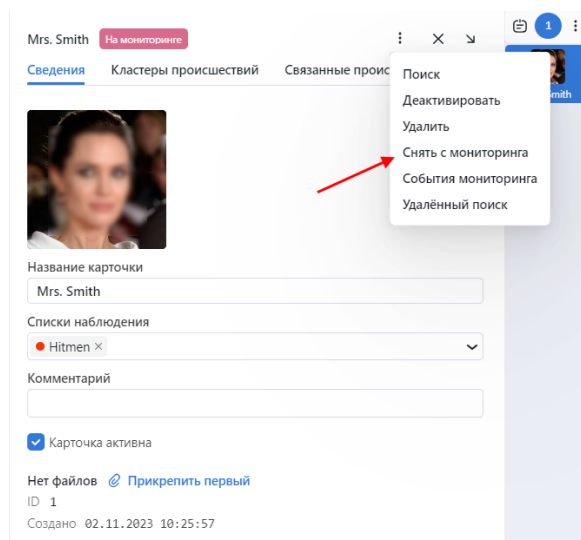 Mrs. Smith На мониторинге
1
Сведения Кластеры происшествий Связанные проис
mith
Поиск
Деактивировать
Удалить
Снять с мониторинга
События мониторинга
Удалённый поиск
Название карточки
Mrs. Smith
Списки наблюдения
Hitmen ×
Комментарий
Карточка активна
Нет файлов Прикрепить первый
ID 1
Создано 02.11.2023 10:25:57